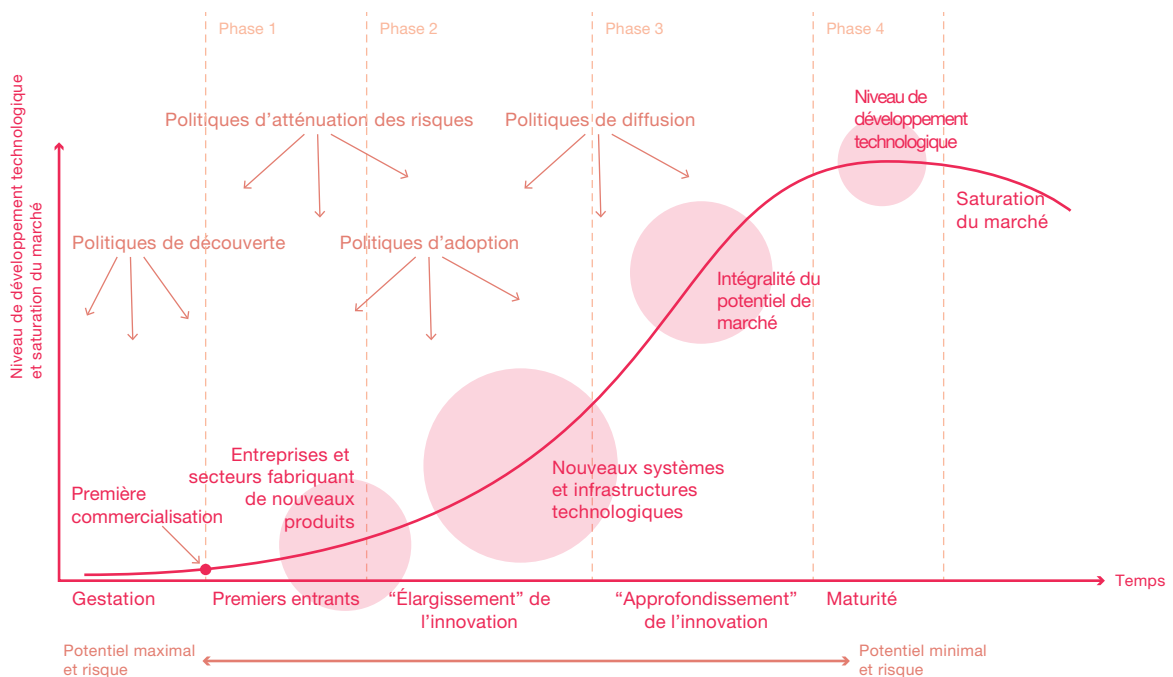 Phase 1
Phase 2
Phase 3
Phase 4
Niveau de développement technologique
et saturation du marché
Politiques d’atténuation des risques
Politiques de diffusion
Niveau de
développement
technologique
Saturation
du marché
Politiques de découverte
Politiques d’adoption
Intégralité du
potentiel de
marché
Entreprises et
secteurs fabriquant
de nouveaux
produits
Nouveaux systèmes
et infrastructures
technologiques
Première
commercialisation
Temps
Gestation
Premiers entrants
“Élargissement” de
l’innovation
“Approfondissement”
de l’innovation
Maturité
Potentiel maximal
et risque
Potentiel minimal
et risque